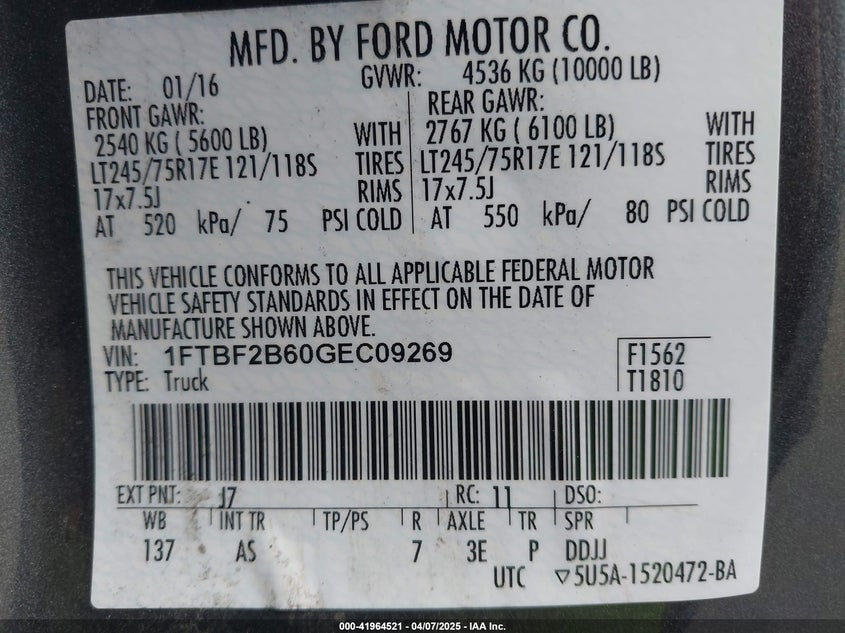 MFD. BY FORD MOTOR CO.
DATE: 01/16 GVWR: 4536 KG (10000 LB)
FRONT GAWR: REAR GAWR:
2540 KG ( 5600 LB) WITH 2767 KG ( 6100 LB) WITH
LT245/75R17E 121/118S TIRES LT245/75R17E 121/118S TIRES
17x7.5J RIMS 17x7.5J RIMS
AT 520 kPa/ 75 PSI COLD AT 550 kPa/ 80 PSI COLD
THIS VEHICLE CONFORMS TO ALL APPLICABLE FEDERAL MOTOR
VEHICLE SAFETY STANDARDS IN EFFECT ON THE DATE OF
MANUFACTURE SHOWN ABOVE.
VIN: 1FTBF2B60GEC09269 F1562
TYPE: Truck T1810
EXT PNT: J7 RC: 11 DSO:
WB INT TR TP/PS R AXLE TR SPR
137 AS 7 3E P DDJJ
UTC ▽5U5A-1520472-BA
000-41964521 | 04/07/2025 - IAA Inc.